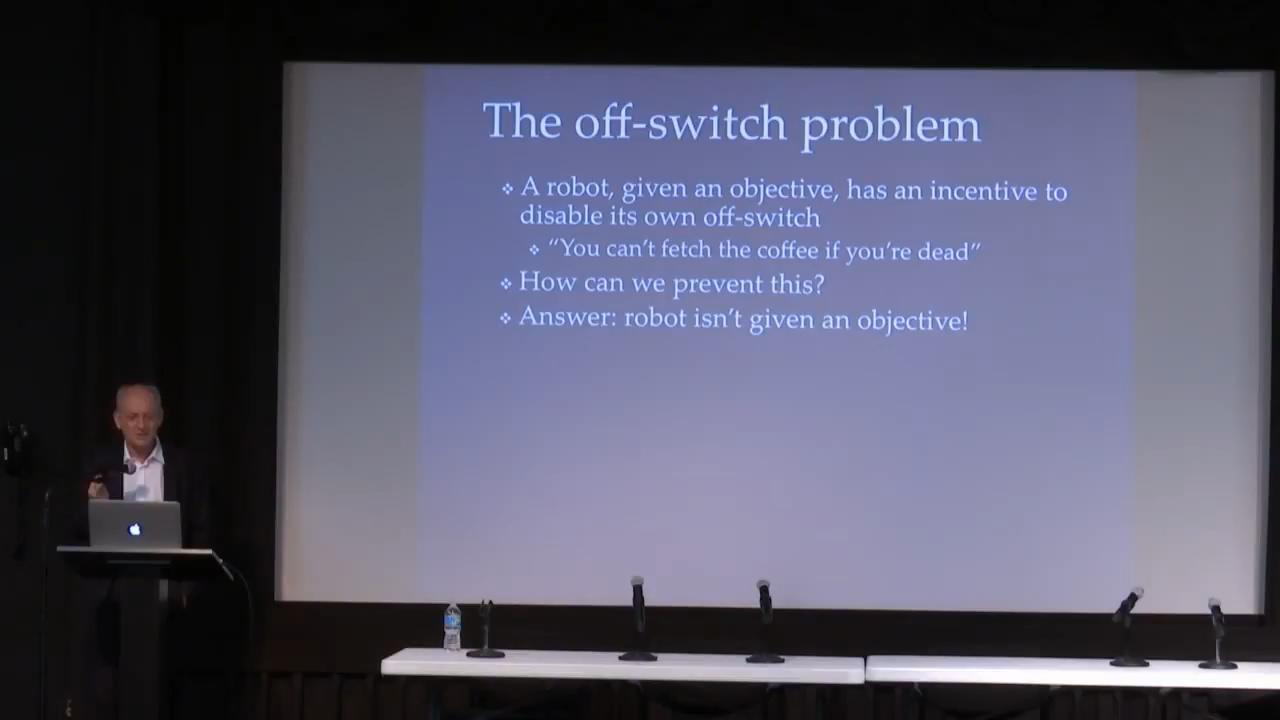 The off-switch problem
❖ A robot, given an objective, has an incentive to
disable its own off-switch
❖ “You can’t fetch the coffee if you’re dead”
❖ How can we prevent this?
❖ Answer: robot isn’t given an objective!